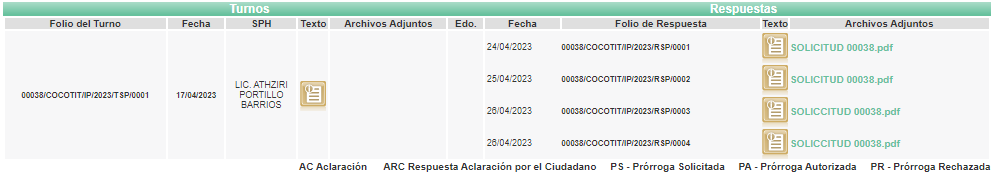 Turnos Respuestas
Folio del Turno Fecha SPH Texto Archivos Adjuntos Edo. Fecha Folio de Respuesta Texto Archivos Adjuntos
00038/COCOTIT/IP/2023/TSP/0001 17/04/2023 LIC. ATHZIRI PORTILLO BARRIOS
24/04/2023 00038/COCOTIT/IP/2023/RSP/0001 SOLICITUD 00038.pdf
25/04/2023 00038/COCOTIT/IP/2023/RSP/0002 SOLICITUD 00038.pdf
26/04/2023 00038/COCOTIT/IP/2023/RSP/0003 SOLICCITUD 00038.pdf
26/04/2023 00038/COCOTIT/IP/2023/RSP/0004 SOLICCITUD 00038.pdf
AC Aclaración ARC Respuesta Aclaración por el Ciudadano PS - Prórroga Solicitada PA - Prórroga Autorizada PR - Prórroga Rechazada